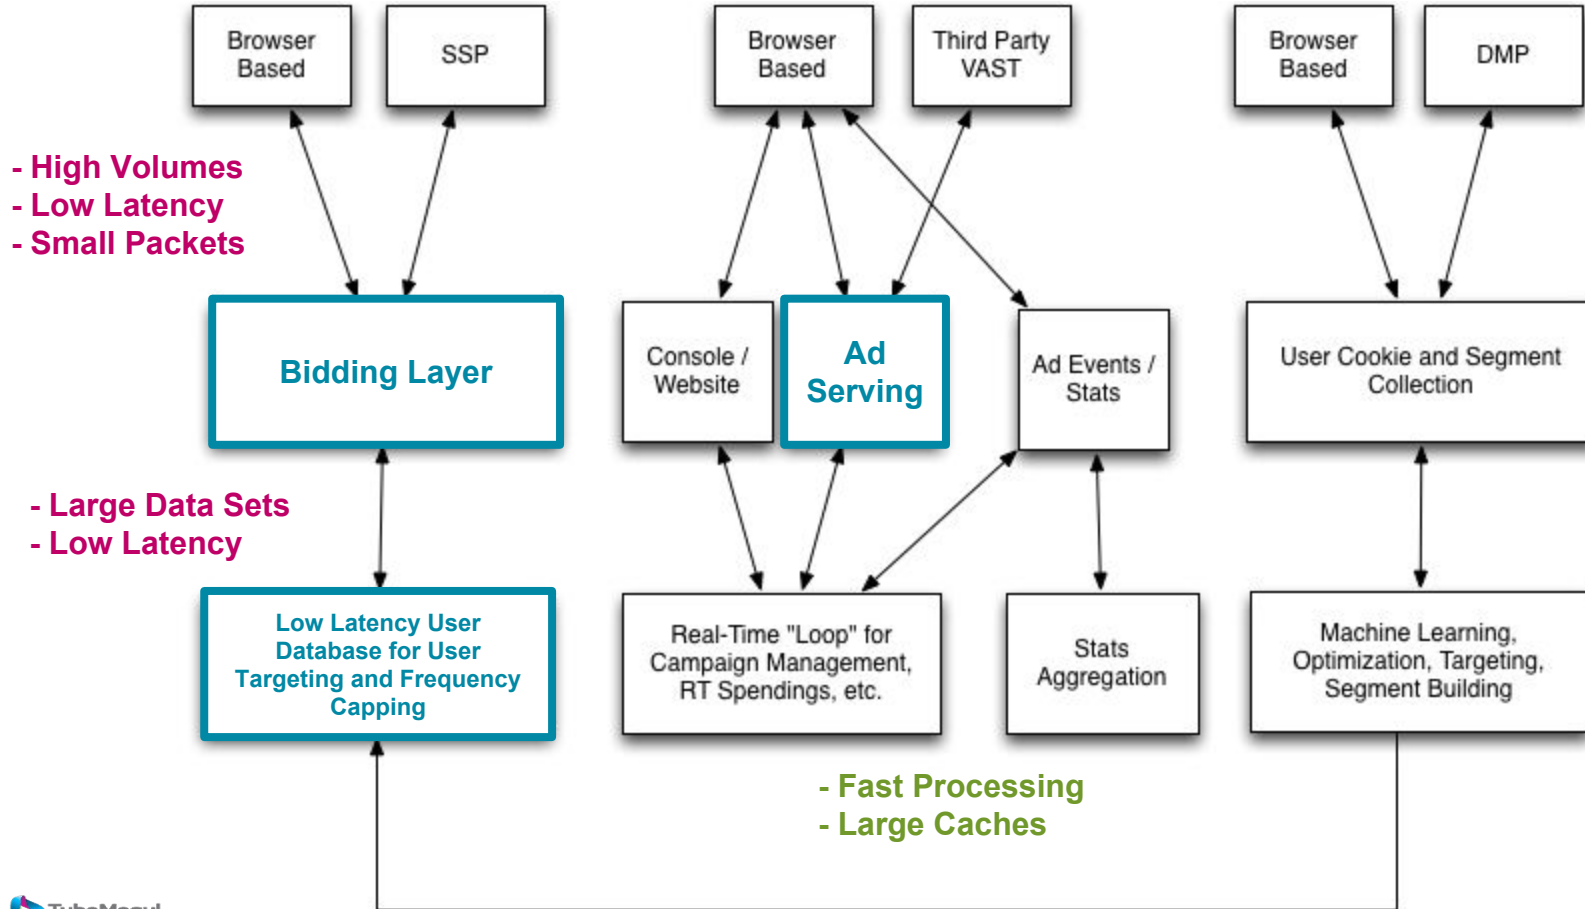 Browser
Based
SSP
Browser
Based
Third Party
VAST
Browser
Based
DMP
- High Volumes
- Low Latency
- Small Packets
Bidding Layer
Console /
Website
Ad
Serving
Ad Events /
Stats
User Cookie and Segment
Collection
- Large Data Sets
- Low Latency
Low Latency User
Database for User
Targeting and Frequency
Capping
Real-Time "Loop" for
Campaign Management,
RT Spendings, etc.
Stats
Aggregation
Machine Learning,
Optimization, Targeting,
Segment Building
- Fast Processing
- Large Caches
TubeMogul